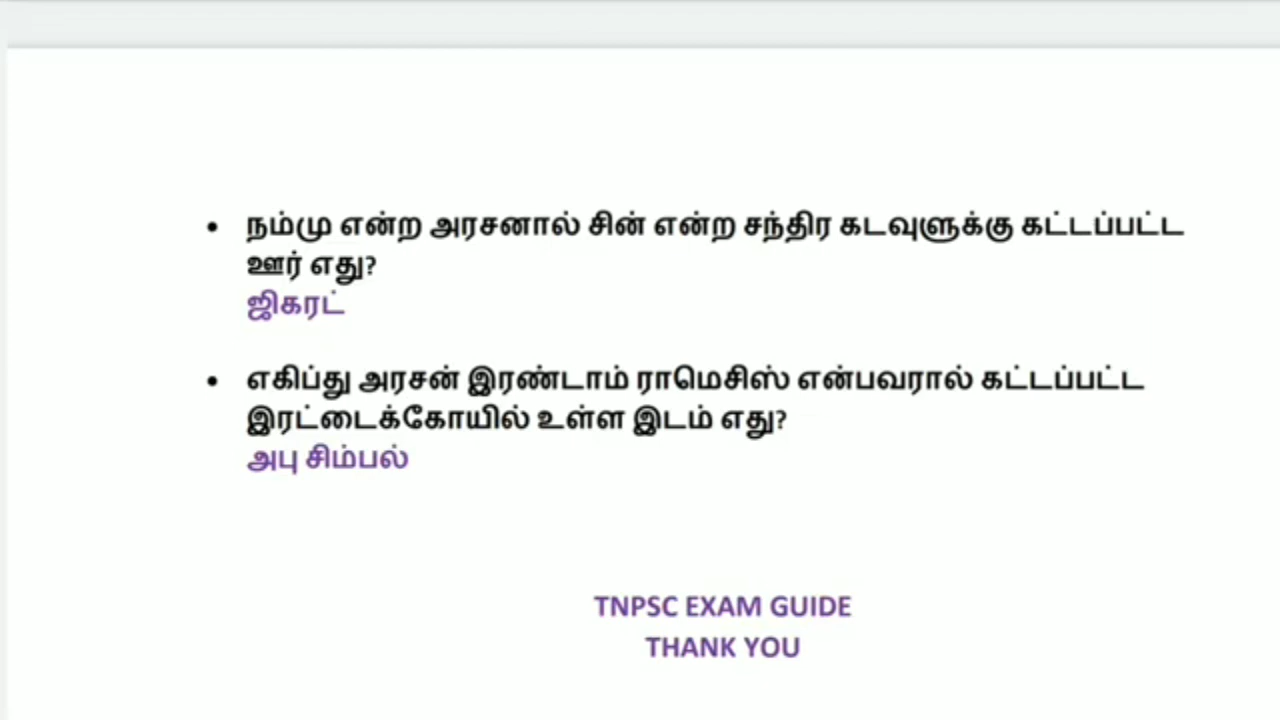 • நம்மு என்ற அரசனால் சின் என்ற சந்திர கடவுளுக்கு கட்டப்பட்ட
ஊர் எது?
ஜிகரட்
• எகிப்து அரசன் இரண்டாம் ராமெசிஸ் என்பவரால் கட்டப்பட்ட
இரட்டைக்கோயில் உள்ள இடம் எது?
அபு சிம்பல்
TNPSC EXAM GUIDE
THANK YOU